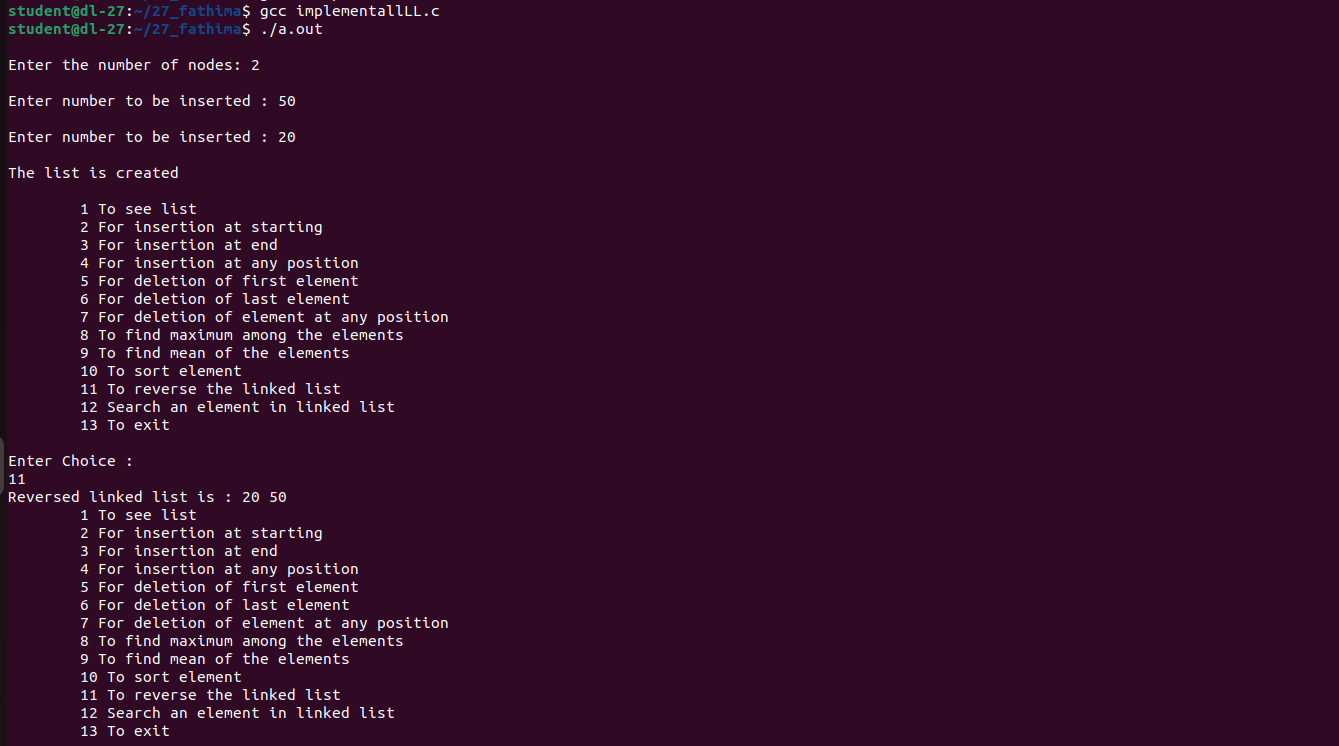 student@dl-27:~/27_fathima$ gcc implementallLL.c
student@dl-27:~/27_fathima$ ./a.out
Enter the number of nodes: 2
Enter number to be inserted : 50
Enter number to be inserted : 20
The list is created
1 To see list
2 For insertion at starting
3 For insertion at end
4 For insertion at any position
5 For deletion of first element
6 For deletion of last element
7 For deletion of element at any position
8 To find maximum among the elements
9 To find mean of the elements
10 To sort element
11 To reverse the linked list
12 Search an element in linked list
13 To exit
Enter Choice :
11
Reversed linked list is : 20 50
1 To see list
2 For insertion at starting
3 For insertion at end
4 For insertion at any position
5 For deletion of first element
6 For deletion of last element
7 For deletion of element at any position
8 To find maximum among the elements
9 To find mean of the elements
10 To sort element
11 To reverse the linked list
12 Search an element in linked list
13 To exit